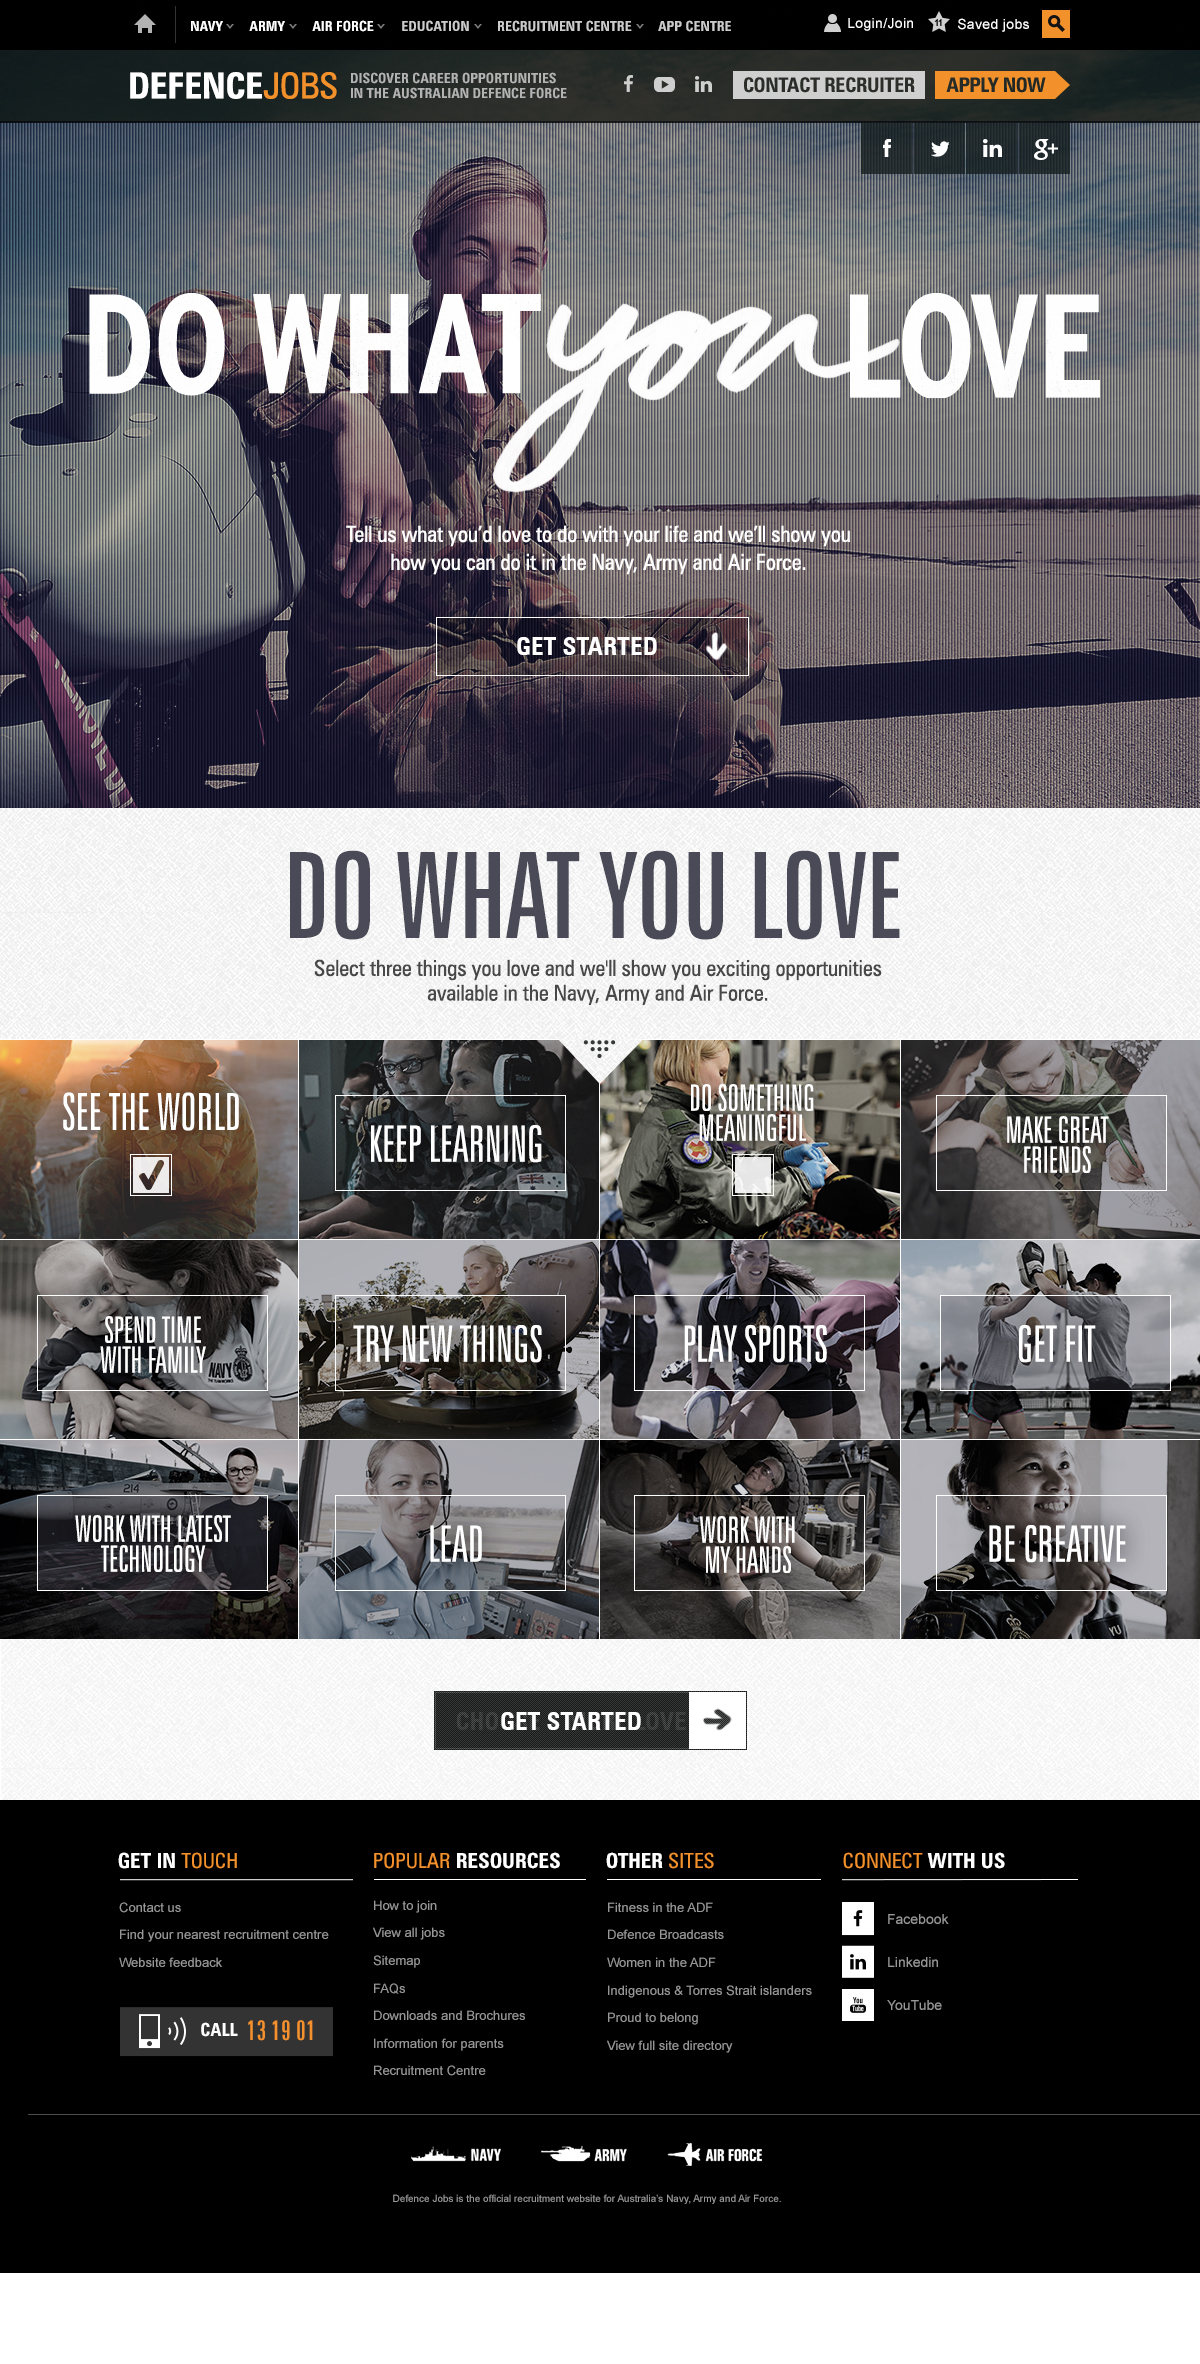 NAVY ARMY AIR FORCE EDUCATION RECRUITMENT CENTRE APP CENTRE
Login/Join Saved jobs
DEFENCEJOBS
DISCOVER CAREER OPPORTUNITIES
IN THE AUSTRALIAN DEFENCE FORCE
CONTACT RECRUITER
APPLY NOW
DO WHAT you LOVE
Tell us what you'd love to do with your life and we'll show you
how you can do it in the Navy, Army and Air Force.
GET STARTED
DO WHAT YOU LOVE
Select three things you love and we'll show you exciting opportunities
available in the Navy, Army and Air Force.
SEE THE WORLD
Telex
KEEP LEARNING
DO SOMETHING
MEANINGFUL
MAKE GREAT
FRIENDS
SPEND TIME
WITH FAMILY
NAVY
TRY NEW THINGS
PLAY SPORTS
GET FIT
214
WORK WITH LATEST
TECHNOLOGY
LEAD
WORK WITH
MY HANDS
BE CREATIVE
GET STARTED
GET IN TOUCH
Contact us
Find your nearest recruitment centre
Website feedback
CALL 13 19 01
POPULAR RESOURCES
How to join
View all jobs
Sitemap
FAQs
Downloads and Brochures
Information for parents
Recruitment Centre
OTHER SITES
Fitness in the ADF
Defence Broadcasts
Women in the ADF
Indigenous & Torres Strait islanders
Proud to belong
View full site directory
CONNECT WITH US
Facebook
Linkedin
YouTube
NAVY ARMY AIR FORCE
Defence Jobs is the official recruitment website for Australia's Navy, Army and Air Force.